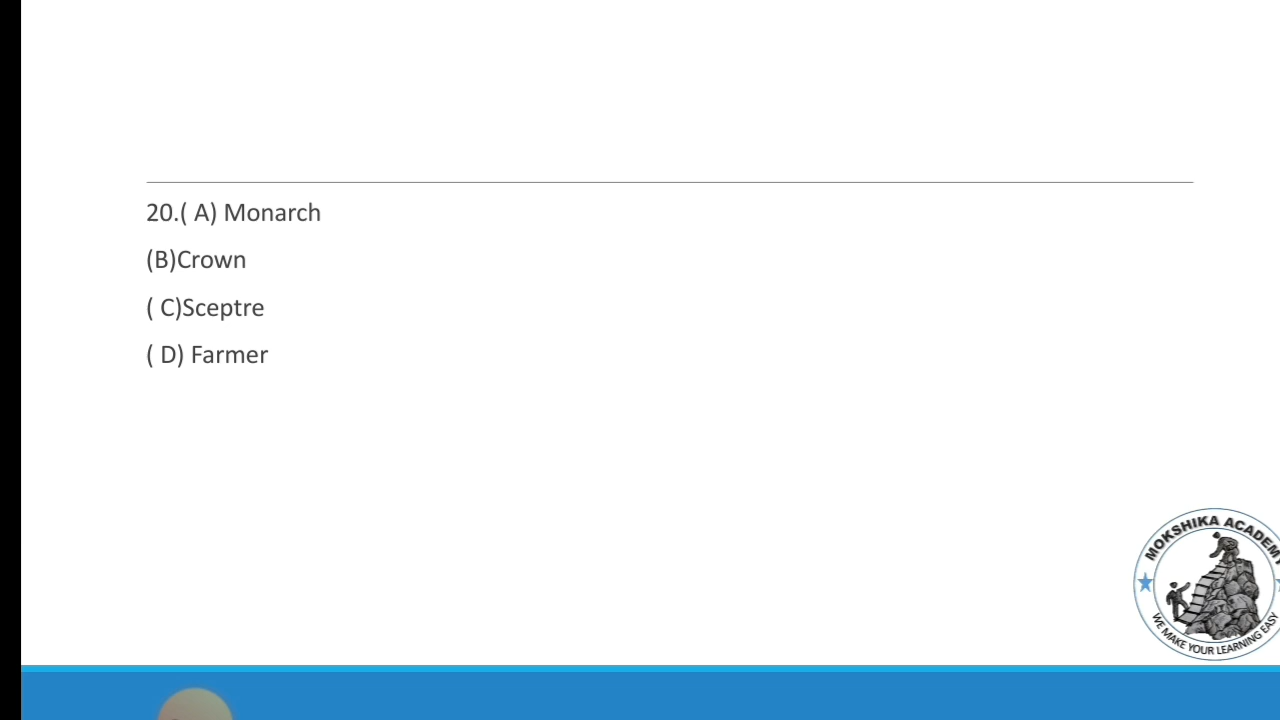 20.( A) Monarch
(B)Crown
( C)Sceptre
( D) Farmer
MOKSHIKA ACADEMY
WE MAKE YOUR LEARNING EASY